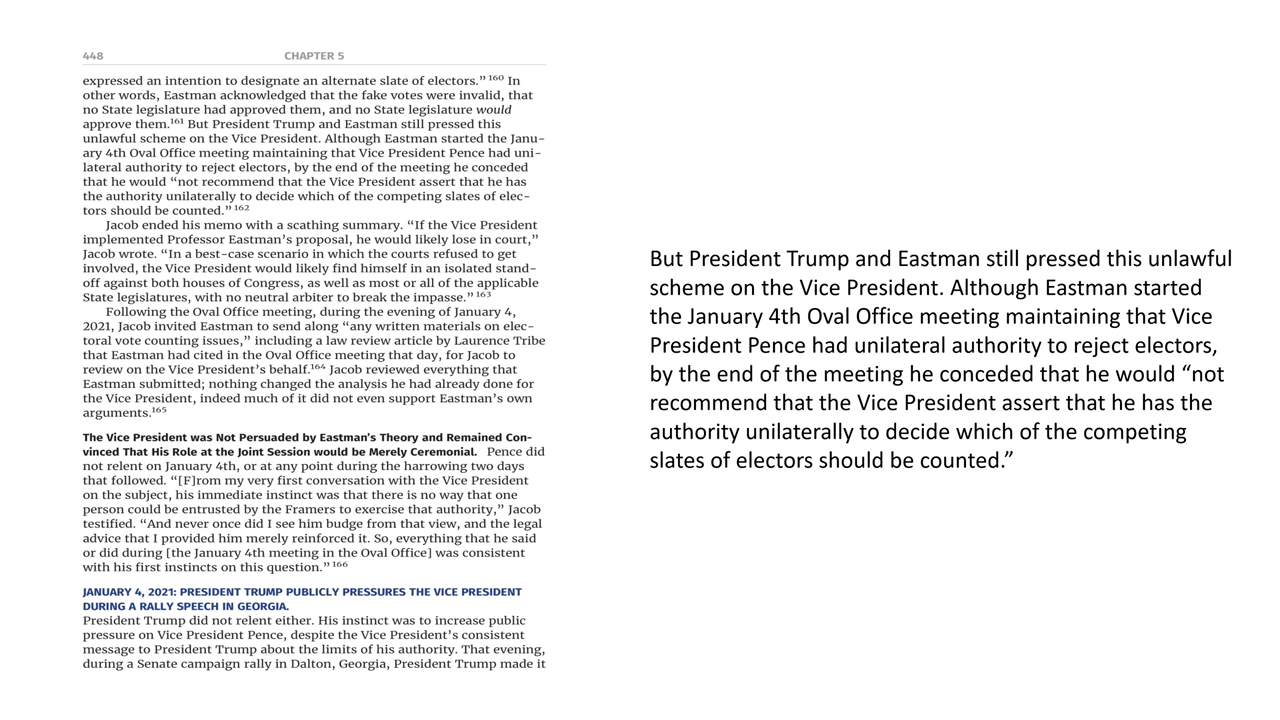 448 CHAPTER 5
expressed an intention to designate an alternate slate of electors.” 160 In
other words, Eastman acknowledged that the fake votes were invalid, that
no State legislature had approved them, and no State legislature would
approve them.161 But President Trump and Eastman still pressed this
unlawful scheme on the Vice President. Although Eastman started the Janu-
ary 4th Oval Office meeting maintaining that Vice President Pence had uni-
lateral authority to reject electors, by the end of the meeting he conceded
that he would “not recommend that the Vice President assert that he has
the authority unilaterally to decide which of the competing slates of elec-
tors should be counted.” 162
Jacob ended his memo with a scathing summary. “If the Vice President
implemented Professor Eastman’s proposal, he would likely lose in court,”
Jacob wrote. “In a best-case scenario in which the courts refused to get
involved, the Vice President would likely find himself in an isolated stand-
off against both houses of Congress, as well as most or all of the applicable
State legislatures, with no neutral arbiter to break the impasse.” 163
Following the Oval Office meeting, during the evening of January 4,
2021, Jacob invited Eastman to send along “any written materials on elec-
toral vote counting issues,” including a law review article by Laurence Tribe
that Eastman had cited in the Oval Office meeting that day, for Jacob to
review on the Vice President’s behalf.164 Jacob reviewed everything that
Eastman submitted; nothing changed the analysis he had already done for
the Vice President, indeed much of it did not even support Eastman’s own
arguments.165
The Vice President was Not Persuaded by Eastman’s Theory and Remained Con-
vinced That His Role at the Joint Session would be Merely Ceremonial. Pence did
not relent on January 4th, or at any point during the harrowing two days
that followed. “[F]rom my very first conversation with the Vice President
on the subject, his immediate instinct was that there is no way that one
person could be entrusted by the Framers to exercise that authority,” Jacob
testified. “And never once did I see him budge from that view, and the legal
advice that I provided him merely reinforced it. So, everything that he said
or did during [the January 4th meeting in the Oval Office] was consistent
with his first instincts on this question.” 166
JANUARY 4, 2021: PRESIDENT TRUMP PUBLICLY PRESSURES THE VICE PRESIDENT
DURING A RALLY SPEECH IN GEORGIA.
President Trump did not relent either. His instinct was to increase public
pressure on Vice President Pence, despite the Vice President’s consistent
message to President Trump about the limits of his authority. That evening,
during a Senate campaign rally in Dalton, Georgia, President Trump made it
But President Trump and Eastman still pressed this unlawful
scheme on the Vice President. Although Eastman started
the January 4th Oval Office meeting maintaining that Vice
President Pence had unilateral authority to reject electors,
by the end of the meeting he conceded that he would “not
recommend that the Vice President assert that he has the
authority unilaterally to decide which of the competing
slates of electors should be counted.”